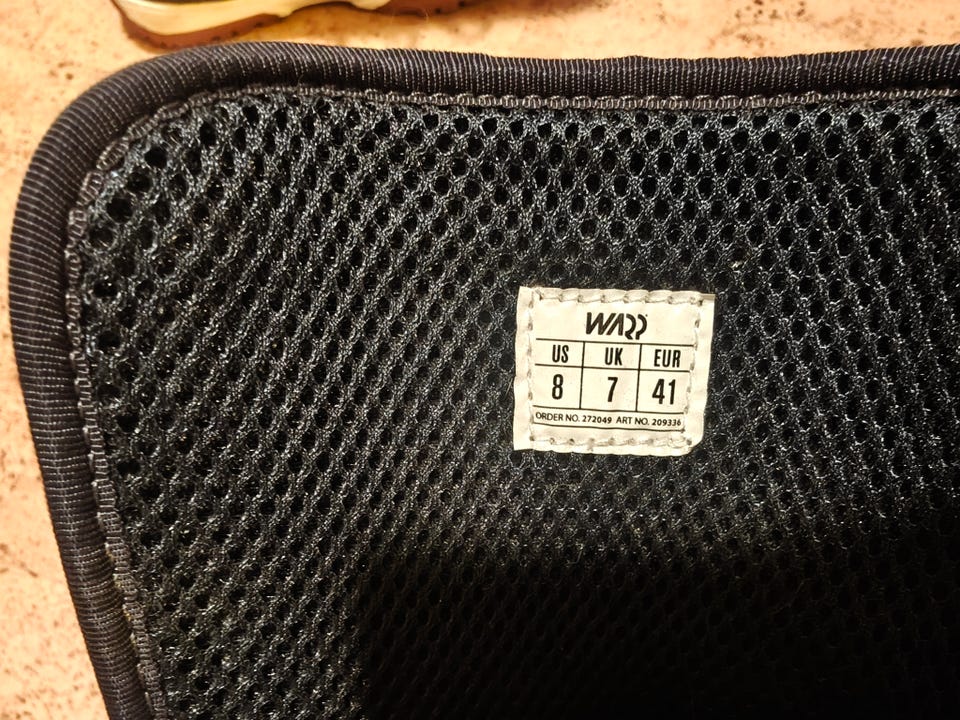 WARP
US UK EUR
8 7 41
ORDER NO. 272049 ART NO. 209336